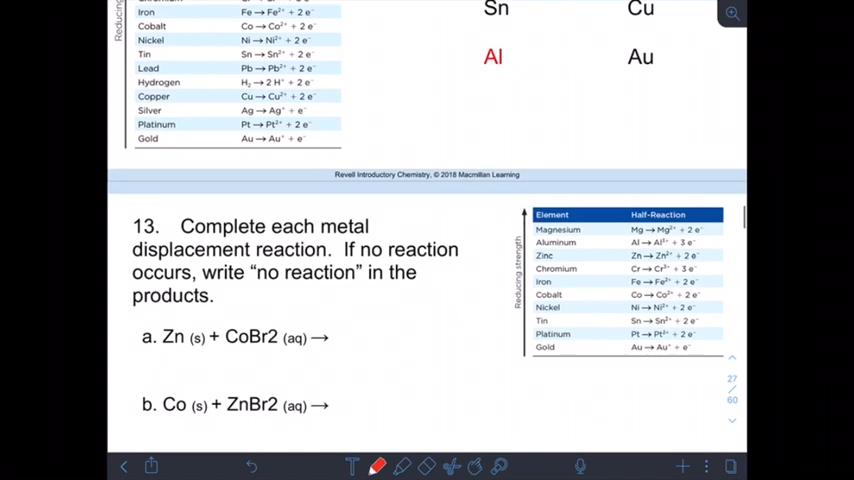 Reducing
Iron Fe → Fe²⁺ + 2 e⁻
Cobalt Co → Co²⁺ + 2 e⁻
Nickel Ni → Ni²⁺ + 2 e⁻
Tin Sn → Sn²⁺ + 2 e⁻
Lead Pb → Pb²⁺ + 2 e⁻
Hydrogen H₂ → 2 H⁺ + 2 e⁻
Copper Cu → Cu²⁺ + 2 e⁻
Silver Ag → Ag⁺ + e⁻
Platinum Pt → Pt²⁺ + 2 e⁻
Gold Au → Au⁺ + e⁻
Sn Cu
Al Au
Revell Introductory Chemistry, © 2018 Macmillan Learning
13. Complete each metal
displacement reaction. If no reaction
occurs, write “no reaction” in the
products.
a. Zn (s) + CoBr2 (aq) →
b. Co (s) + ZnBr2 (aq) →
Reducing strength
Element Half-Reaction
Magnesium Mg → Mg²⁺ + 2 e⁻
Aluminum Al → Al³⁺ + 3 e⁻
Zinc Zn → Zn²⁺ + 2 e⁻
Chromium Cr → Cr³⁺ + 3 e⁻
Iron Fe → Fe²⁺ + 2 e⁻
Cobalt Co → Co²⁺ + 2 e⁻
Nickel Ni → Ni²⁺ + 2 e⁻
Tin Sn → Sn²⁺ + 2 e⁻
Platinum Pt → Pt²⁺ + 2 e⁻
Gold Au → Au⁺ + e⁻
27
/
60